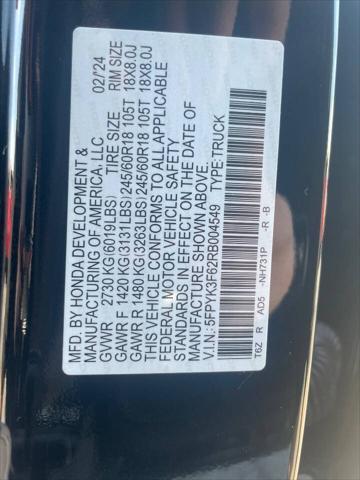 MFD. BY HONDA DEVELOPMENT &
MANUFACTURING OF AMERICA, LLC 02/'24
GVWR 2730 KG(6019LBS) TIRE SIZE RIM SIZE
GAWR F 1420 KG(3131LBS) 245/60R18 105T 18X8.0J
GAWR R 1480 KG(3263LBS) 245/60R18 105T 18X8.0J
THIS VEHICLE CONFORMS TO ALL APPLICABLE
FEDERAL MOTOR VEHICLE SAFETY
STANDARDS IN EFFECT ON THE DATE OF
MANUFACTURE SHOWN ABOVE.
V.I.N.: 5FPYK3F62RB004549 TYPE: TRUCK
T6Z R AD5 -NH731P -R -B